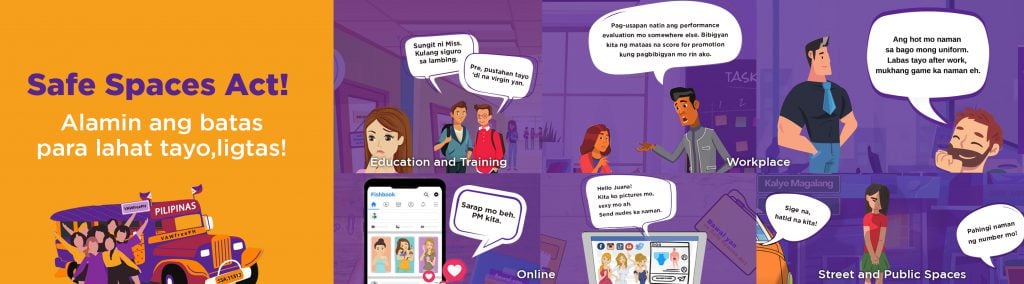 Safe Spaces Act!
Alamin ang batas
para lahat tayo,ligtas!
VAWfreePH
PILIPINAS
VAWfreePH
Sungit ni Miss.
Kulang siguro
sa lambing.
Pre, pustahan tayo
'di na virgin yan.
Education and Training
Pag-usapan natin ang performance
evaluation mo somewhere else. Bibigyan
kita ng mataas na score for promotion
kung pagbibigyan mo rin ako.
TASK
Ang hot mo naman
sa bago mong uniform.
Labas tayo after work,
mukhang game ka naman eh.
Workplace
Fishbook
Sarap mo beh.
PM kita.
Hello Juana!
Kita ko pictures mo,
sexy mo ah.
Send nudes ka naman.
Online
Bawal yan
Kalye Magalang
Sige na,
hatid na kita!
Pahingi naman
ng number mo!
Street and Public Spaces